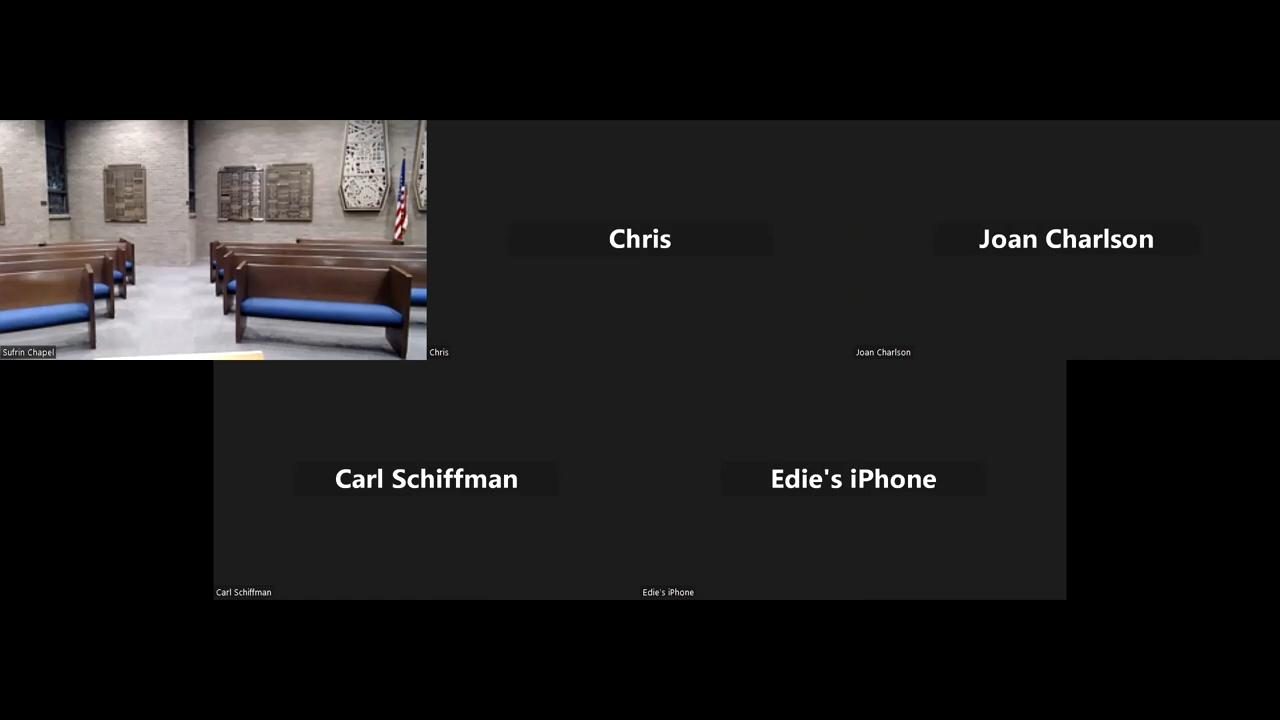 Chris
Joan Charlson
Sufrin Chapel
Chris
Joan Charlson
Carl Schiffman
Edie's iPhone
Carl Schiffman
Edie's iPhone